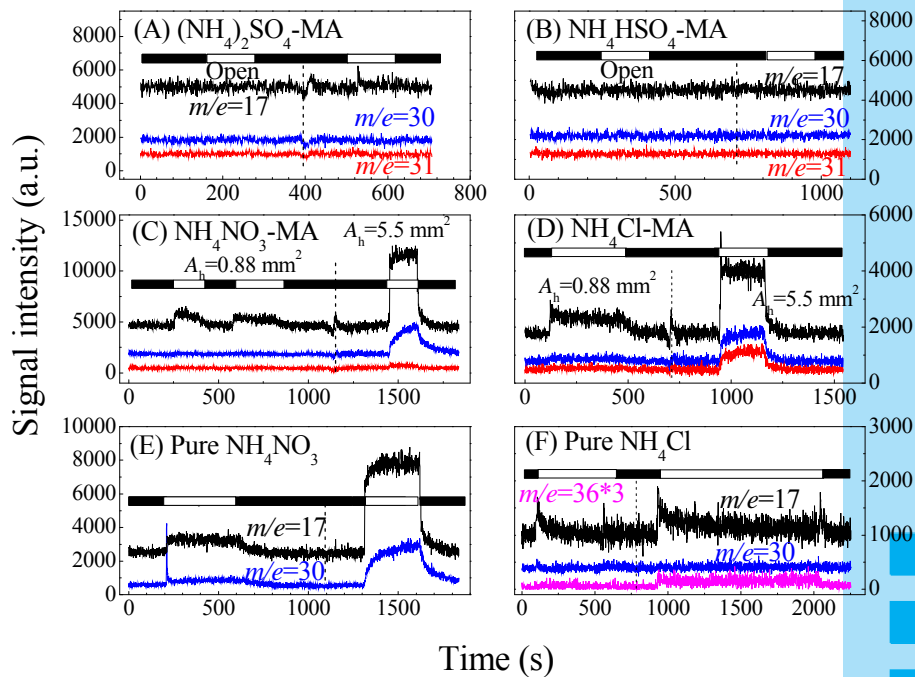 (A) (NH₄)₂SO₄-MA
Open
m/e=17
m/e=30
m/e=31
8000
6000
4000
2000
0
0 200 400 600 800
(B) NH₄HSO₄-MA
Open
m/e=17
m/e=30
m/e=31
8000
6000
4000
2000
0
0 500 1000
Signal intensity (a.u.)
(C) NH₄NO₃-MA
Aₕ=5.5 mm²
Aₕ=0.88 mm²
15000
10000
5000
0
0 500 1000 1500
(D) NH₄Cl-MA
Aₕ=0.88 mm²
Aₕ=5.5 mm²
6000
4000
2000
0
0 500 1000 1500
(E) Pure NH₄NO₃
m/e=17
m/e=30
10000
8000
6000
4000
2000
0
0 500 1000 1500
(F) Pure NH₄Cl
m/e=36*3
m/e=17
m/e=30
3000
2000
1000
0
0 500 1000 1500 2000
Time (s)